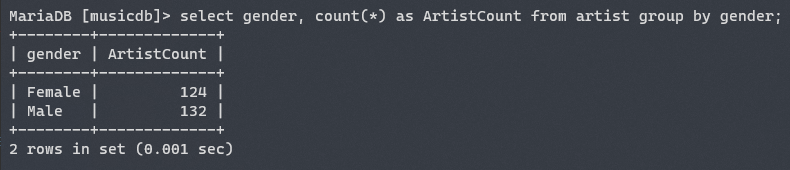 MariaDB [musicdb]> select gender, count(*) as ArtistCount from artist group by gender;
+--------+-------------+
| gender | ArtistCount |
+--------+-------------+
| Female |         124 |
| Male   |         132 |
+--------+-------------+
2 rows in set (0.001 sec)